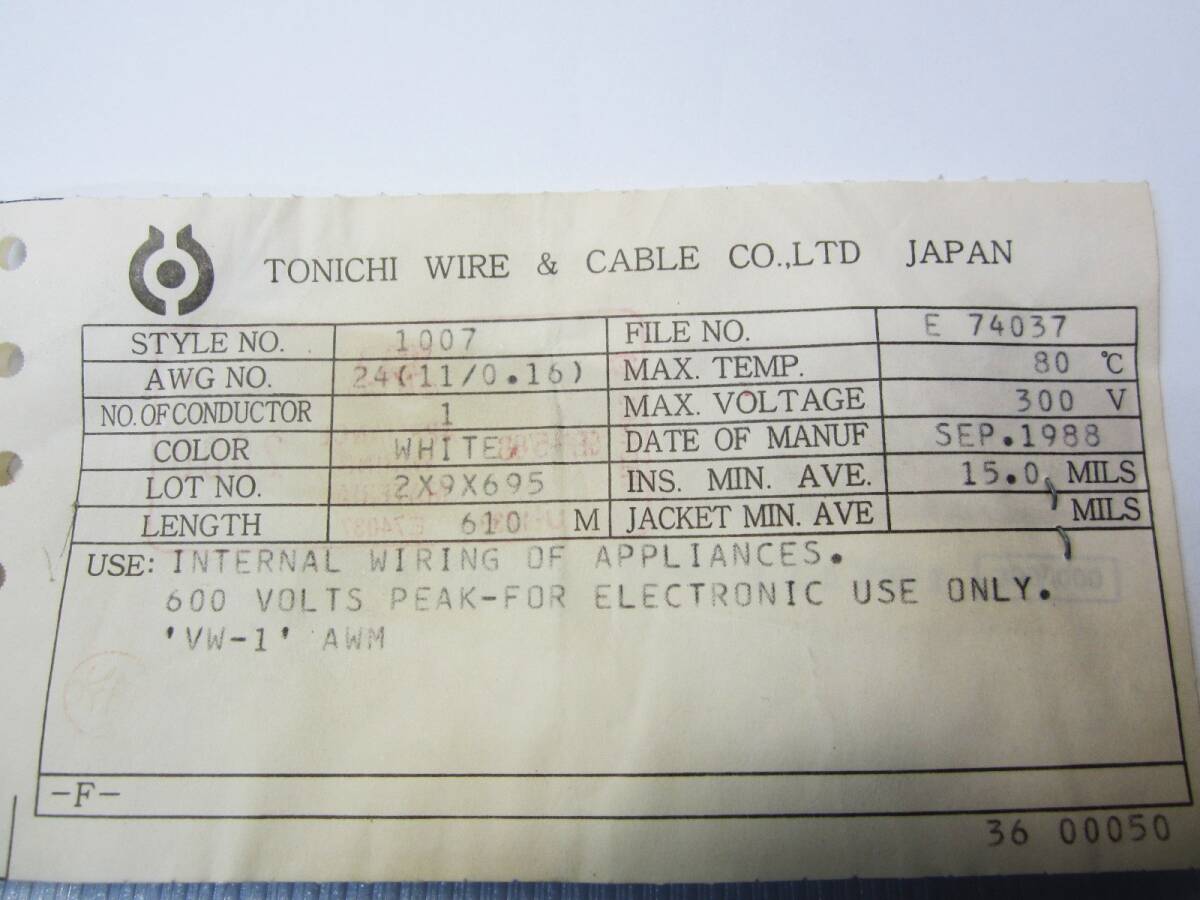 TONICHI WIRE & CABLE CO.,LTD JAPAN
STYLE NO. 1007 FILE NO. E 74037
AWG NO. 24(11/0.16) MAX. TEMP. 80 ℃
NO. OF CONDUCTOR 1 MAX. VOLTAGE 300 V
COLOR WHITE DATE OF MANUF SEP.1988
LOT NO. 2X9X695 INS. MIN. AVE. 15.0 MILS
LENGTH 610 M JACKET MIN. AVE MILS
USE: INTERNAL WIRING OF APPLIANCES.
600 VOLTS PEAK-FOR ELECTRONIC USE ONLY.
'VW-1' AWM
-F-
36 00050